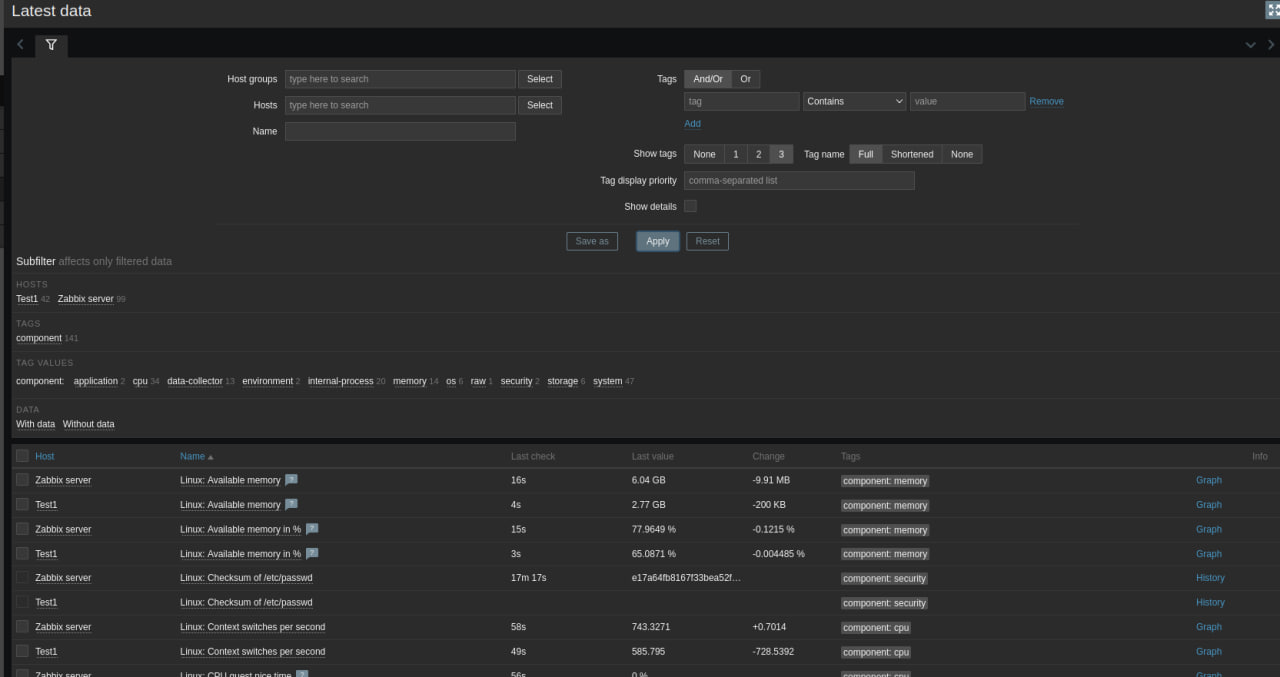 Latest data
Host groups type here to search Select Tags And/Or Or
Hosts type here to search Select tag Contains value Remove
Add
Name
Show tags None 1 2 3 Tag name Full Shortened None
Tag display priority comma-separated list
Show details
Save as Apply Reset
Subfilter affects only filtered data
HOSTS
Test1 42 Zabbix server 99
TAGS
component 141
TAG VALUES
component: application 2 cpu 34 data-collector 13 environment 2 internal-process 20 memory 14 os 6 raw 1 security 2 storage 6 system 47
DATA
With data Without data
Host Name Last check Last value Change Tags Info
Zabbix server Linux: Available memory ? 16s 6.04 GB -9.91 MB component: memory Graph
Test1 Linux: Available memory ? 4s 2.77 GB -200 KB component: memory Graph
Zabbix server Linux: Available memory in % ? 15s 77.9649 % -0.1215 % component: memory Graph
Test1 Linux: Available memory in % ? 3s 65.0871 % -0.004485 % component: memory Graph
Zabbix server Linux: Checksum of /etc/passwd 17m 17s e17a64fb8167f33bea52f... component: security History
Test1 Linux: Checksum of /etc/passwd component: security History
Zabbix server Linux: Context switches per second 58s 743.3271 +0.7014 component: cpu Graph
Test1 Linux: Context switches per second 49s 585.795 -728.5392 component: cpu Graph
Zabbix server Linux: CPU guest nice time ? 56s 0 % component: cpu Graph